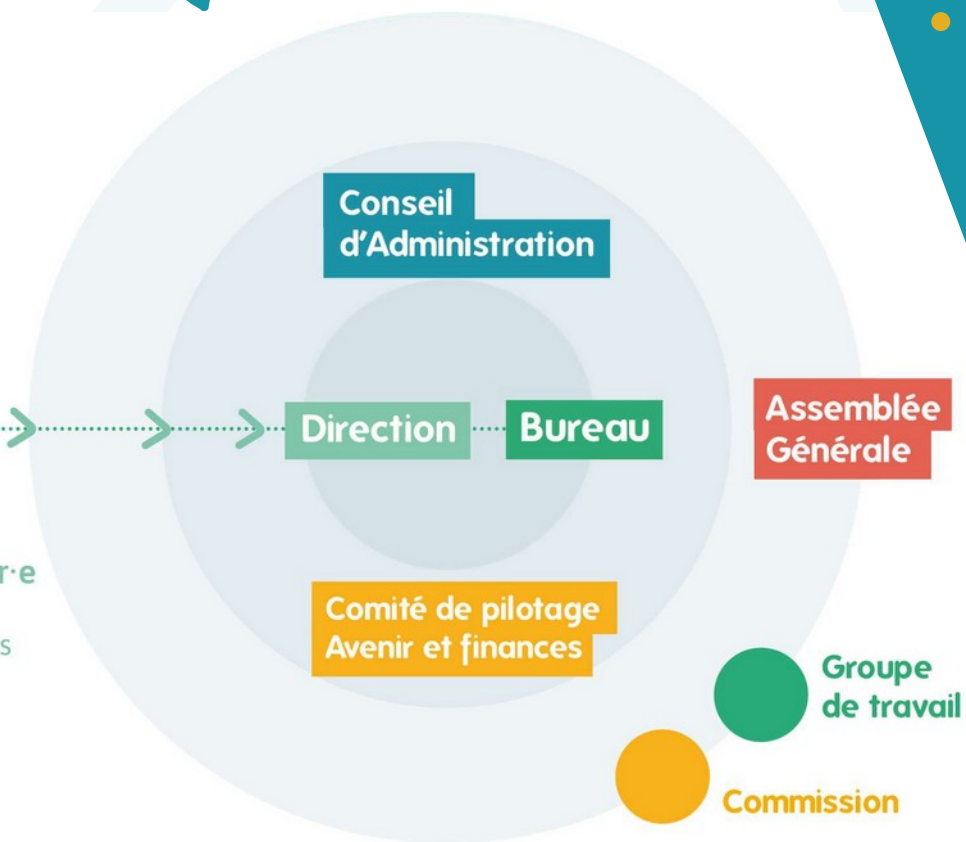 Conseil
d'Administration
Direction
Bureau
Assemblée
Générale
r·e
s
Comité de pilotage
Avenir et finances
Groupe
de travail
Commission